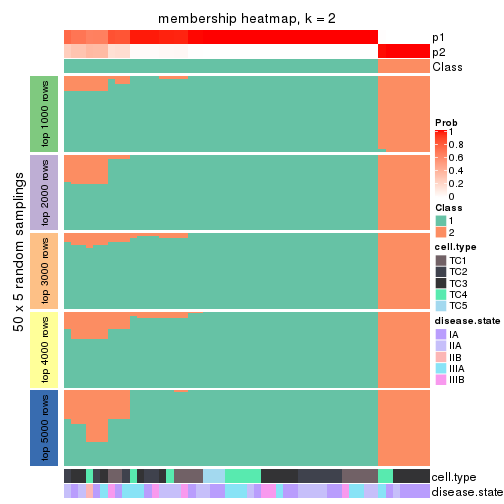 membership heatmap, k = 2
p1
p2
Class
50 x 5 random samplings
top 1000 rows
top 2000 rows
top 3000 rows
top 4000 rows
top 5000 rows
cell.type
disease.state
Prob
1
0.8
0.6
0.4
0.2
0
Class
1
2
cell.type
TC1
TC2
TC3
TC4
TC5
disease.state
IA
IIA
IIB
IIIA
IIIB